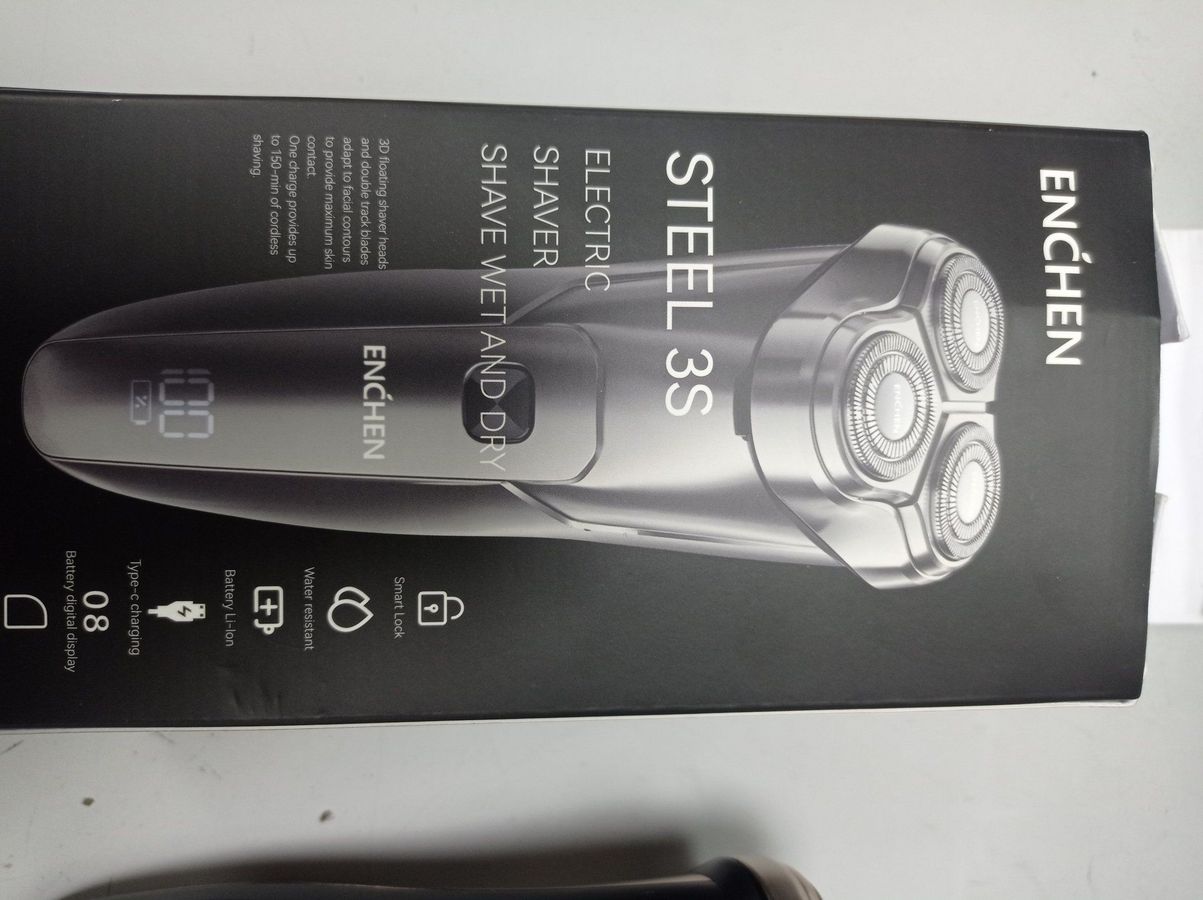 ENCHEN
STEEL 3S
ELECTRIC
SHAVER
SHAVE WET AND DRY
3D floating shaver heads
and double track blades
adapt to facial contours
to provide maximum skin
contact.
One charge provides up
to 150-min of cordless
shaving.
ENCHEN
ENCHEN
100
%
Smart Lock
Water resistant
Battery Li-Ion
Type-c charging
08
Battery digital display